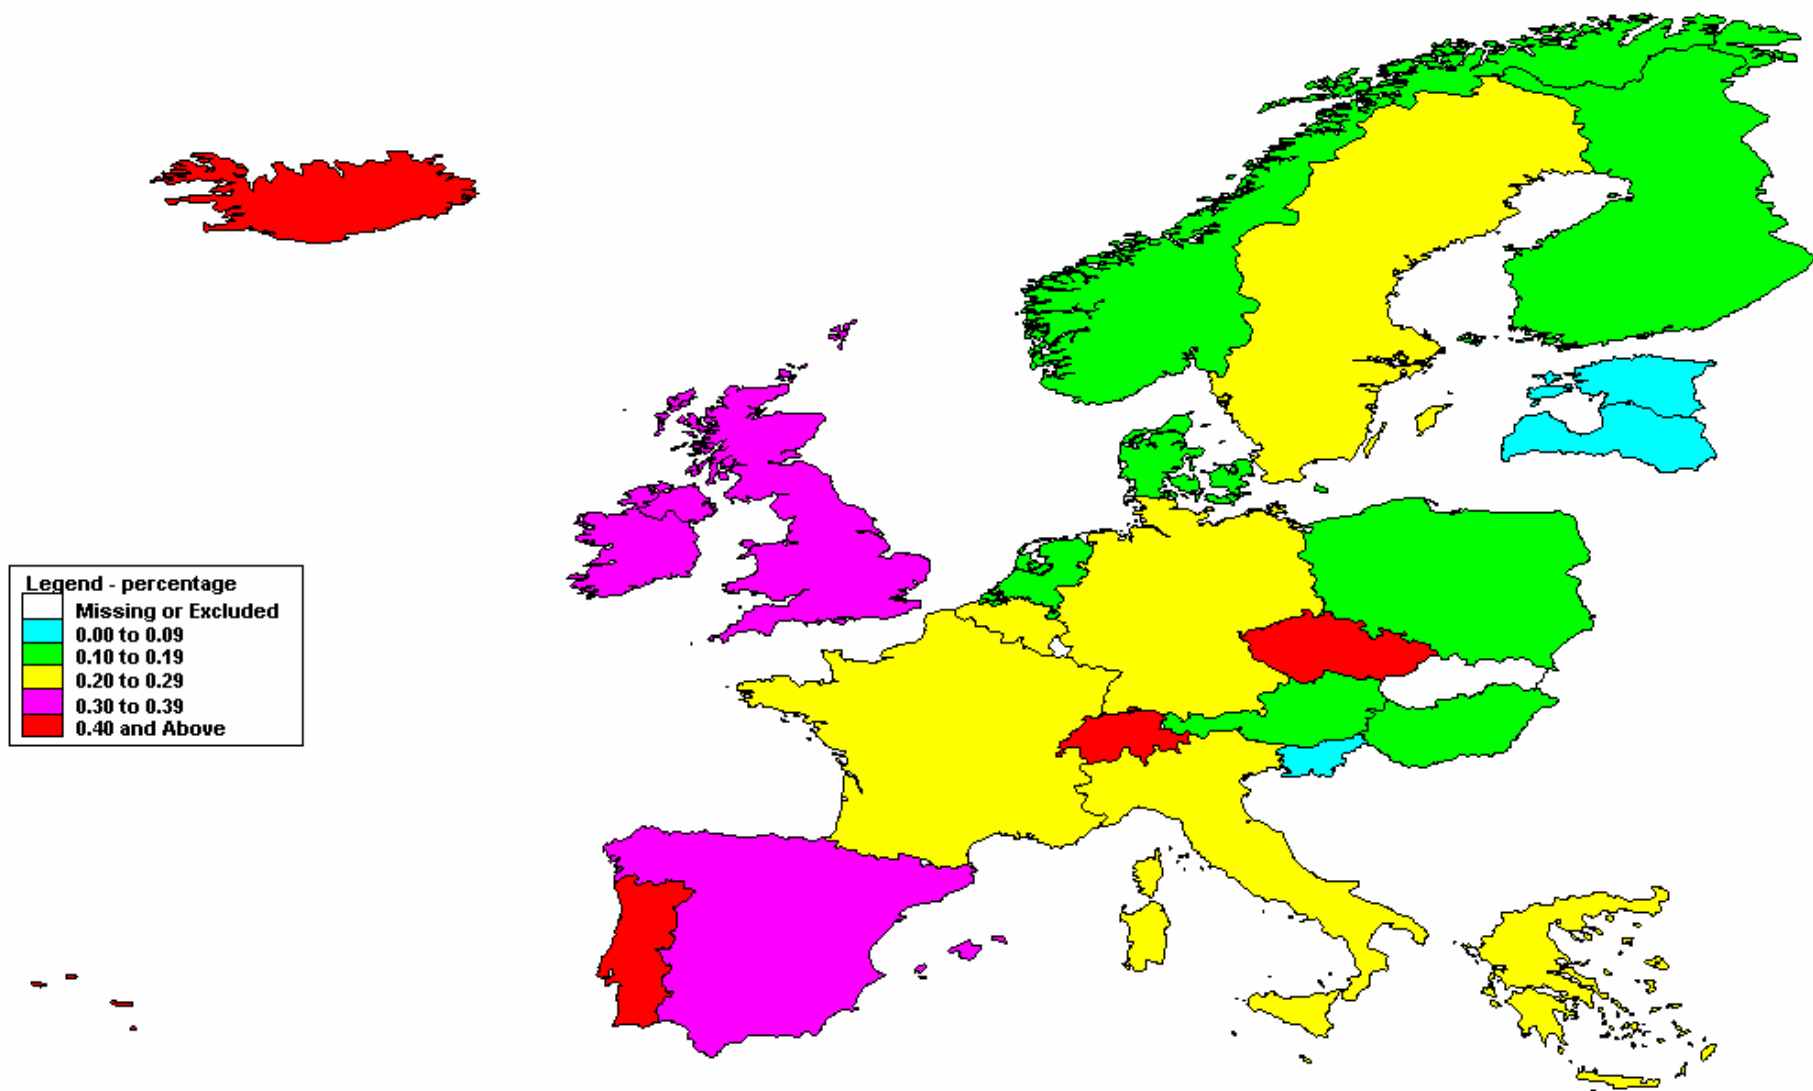 Legend - percentage
Missing or Excluded
0.00 to 0.09
0.10 to 0.19
0.20 to 0.29
0.30 to 0.39
0.40 and Above